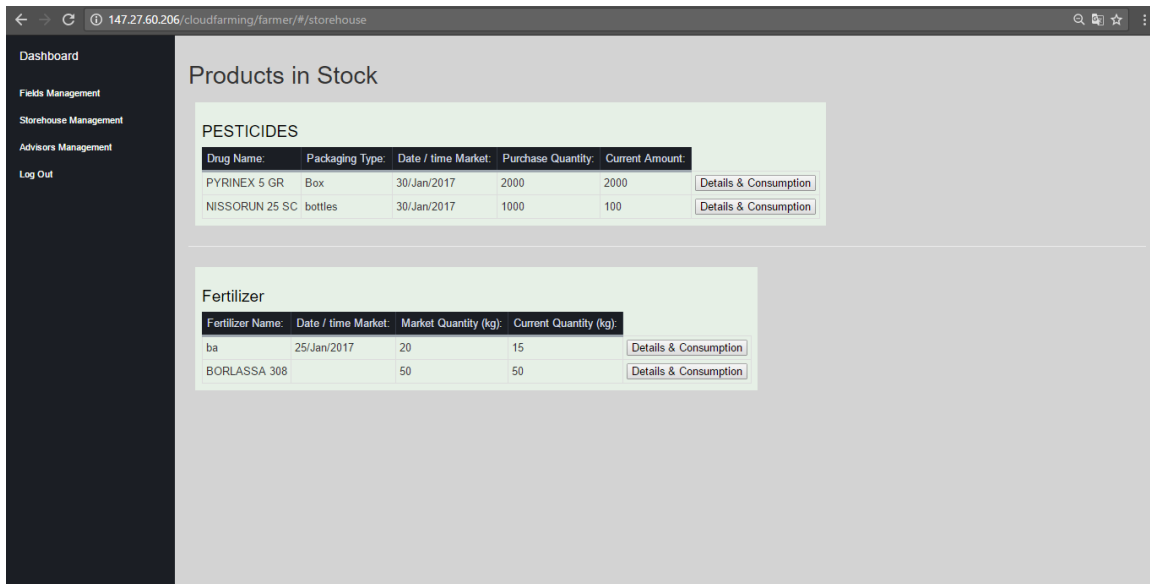 147.27.60.206/cloudfarming/farmer/#/storehouse
Dashboard
Fields Management
Storehouse Management
Advisors Management
Log Out
Products in Stock
PESTICIDES
Drug Name: Packaging Type: Date / time Market: Purchase Quantity: Current Amount:
PYRINEX 5 GR Box 30/Jan/2017 2000 2000 Details & Consumption
NISSORUN 25 SC bottles 30/Jan/2017 1000 100 Details & Consumption
Fertilizer
Fertilizer Name: Date / time Market: Market Quantity (kg): Current Quantity (kg):
ba 25/Jan/2017 20 15 Details & Consumption
BORLASSA 308 50 50 Details & Consumption